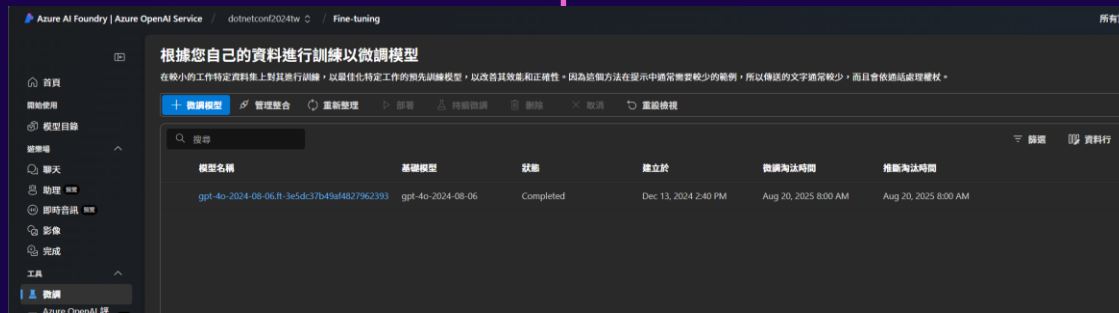 Azure AI Foundry | Azure OpenAI Service / dotnetconf2024tw / Fine-tuning
所有
根據您自己的資料進行訓練以微調模型
在較小的工作特定資料集上對其進行訓練，以最佳化特定工作的預先訓練模型，以改善其效能和正確性。因為這個方法在提示中通常需要較少的範例，所以傳送的文字通常較少，而且會依通話處理權杖。
首頁
開始使用
模型目錄
遊樂場
聊天
助理 預覽
即時音訊 預覽
影像
完成
工具
微調
Azure OpenAI 評
微調模型 管理整合 重新整理 部署 持續微調 刪除 取消 重設檢視
搜尋
篩選 資料行
模型名稱 基礎模型 狀態 建立於 微調淘汰時間 推斷淘汰時間
gpt-4o-2024-08-06.ft-3e5dc37b49af4827962393 gpt-4o-2024-08-06 Completed Dec 13, 2024 2:40 PM Aug 20, 2025 8:00 AM Aug 20, 2025 8:00 AM